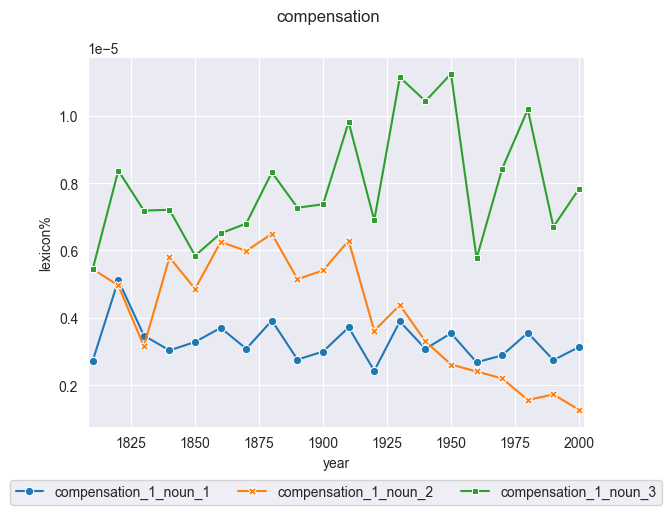 compensation
1e−5
1.0
0.8
0.6
0.4
0.2
lexicon%
1825 1850 1875 1900 1925 1950 1975 2000
year
compensation_1_noun_1 compensation_1_noun_2 compensation_1_noun_3